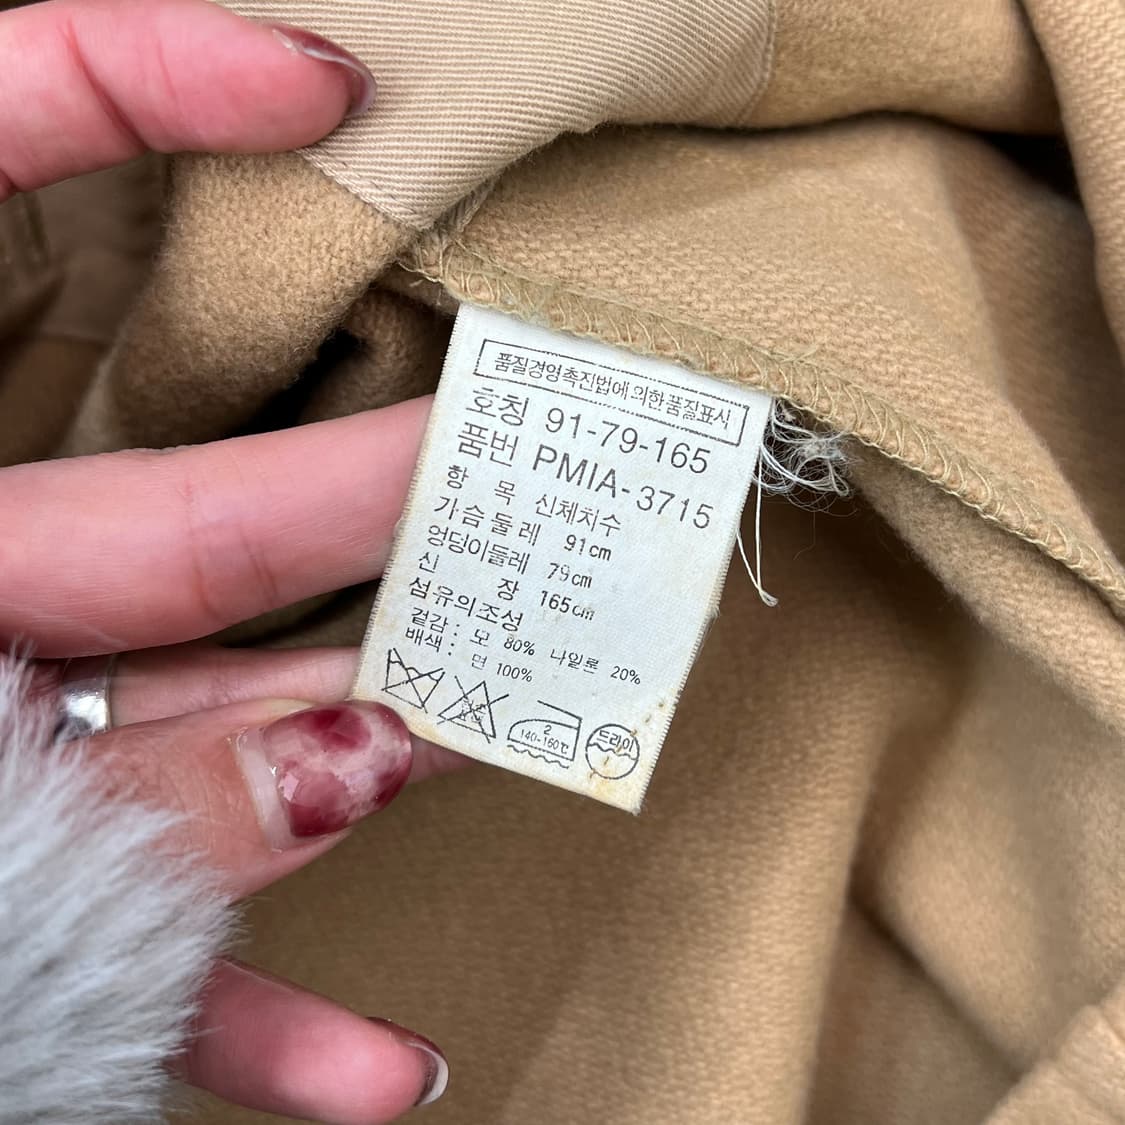 품질경영촉진법에 의한 품질표시
호칭 91-79-165
품번 PMIA-3715
항 목 신체치수
가슴둘레 91cm
엉덩이둘레 79cm
신 장 165cm
섬유의조성
겉감: 모 80% 나일론 20%
배색: 면 100%
2
140-160℃
드라이